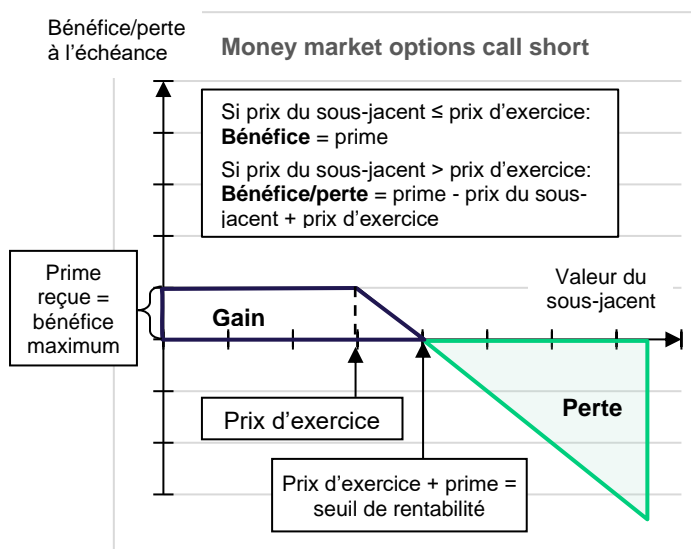 Bénéfice/perte
à l'échéance
Money market options call short
Si prix du sous-jacent ≤ prix d'exercice:
Bénéfice = prime
Si prix du sous-jacent > prix d'exercice:
Bénéfice/perte = prime - prix du sous-
jacent + prix d'exercice
Prime
reçue =
bénéfice
maximum
Valeur du
sous-jacent
Gain
Prix d'exercice
Perte
Prix d'exercice + prime =
seuil de rentabilité